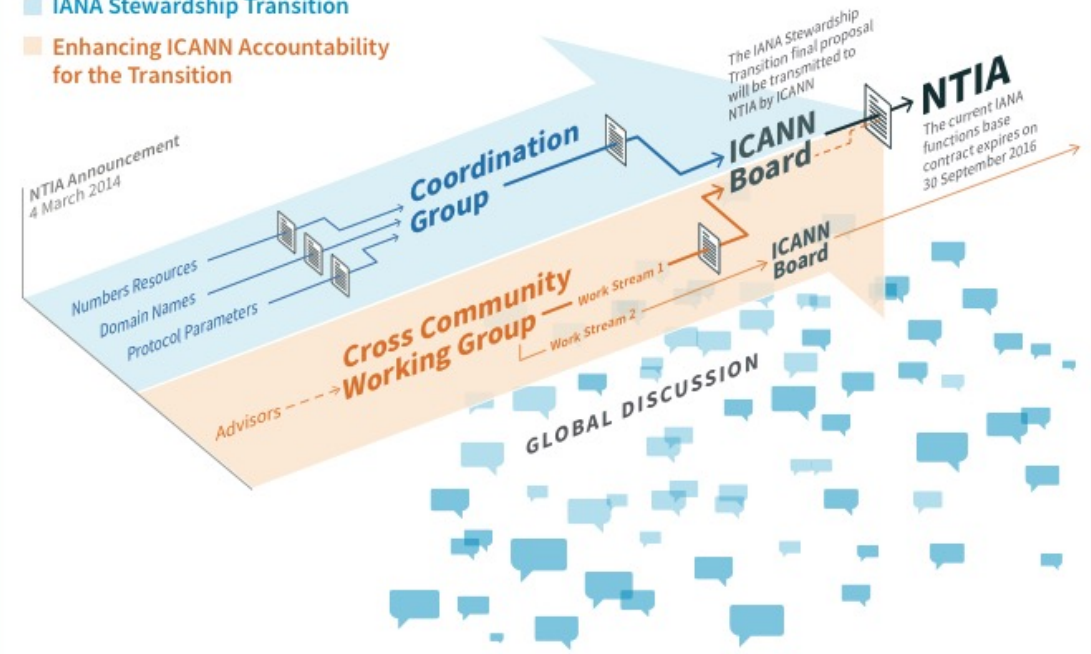 IANA Stewardship Transition
Enhancing ICANN Accountability
for the Transition
NTIA Announcement
4 March 2014
Numbers Resources
Domain Names
Protocol Parameters
Coordination
Group
The IANA Stewardship
Transition final proposal
will be transmitted to
NTIA by ICANN
ICANN
Board
NTIA
The current IANA
functions base
contract expires on
30 September 2016
Advisors
Cross Community
Working Group
Work Stream 1
Work Stream 2
ICANN
Board
GLOBAL DISCUSSION